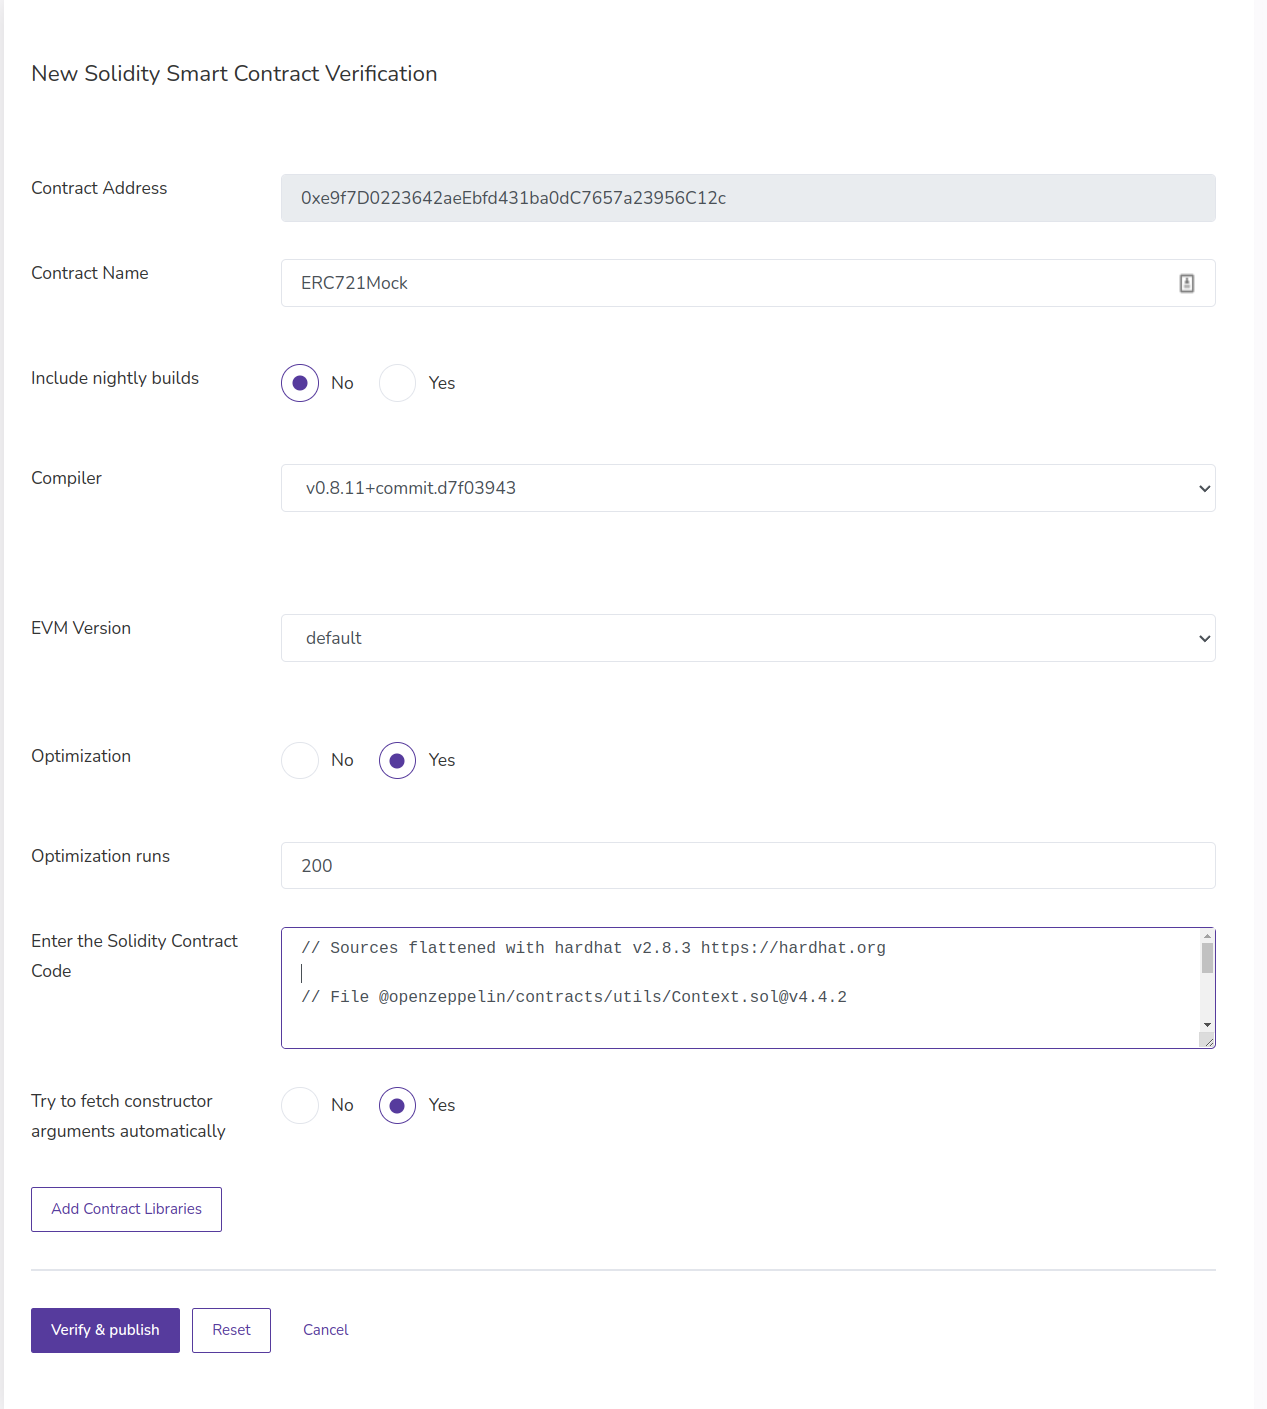 New Solidity Smart Contract Verification
Contract Address
0xe9f7D0223642aeEbfd431ba0dC7657a23956C12c
Contract Name
ERC721Mock
Include nightly builds
No Yes
Compiler
v0.8.11+commit.d7f03943
EVM Version
default
Optimization
No Yes
Optimization runs
200
Enter the Solidity Contract
Code
// Sources flattened with hardhat v2.8.3 https://hardhat.org
// File @openzeppelin/contracts/utils/Context.sol@v4.4.2
Try to fetch constructor
arguments automatically
No Yes
Add Contract Libraries
Verify & publish Reset Cancel